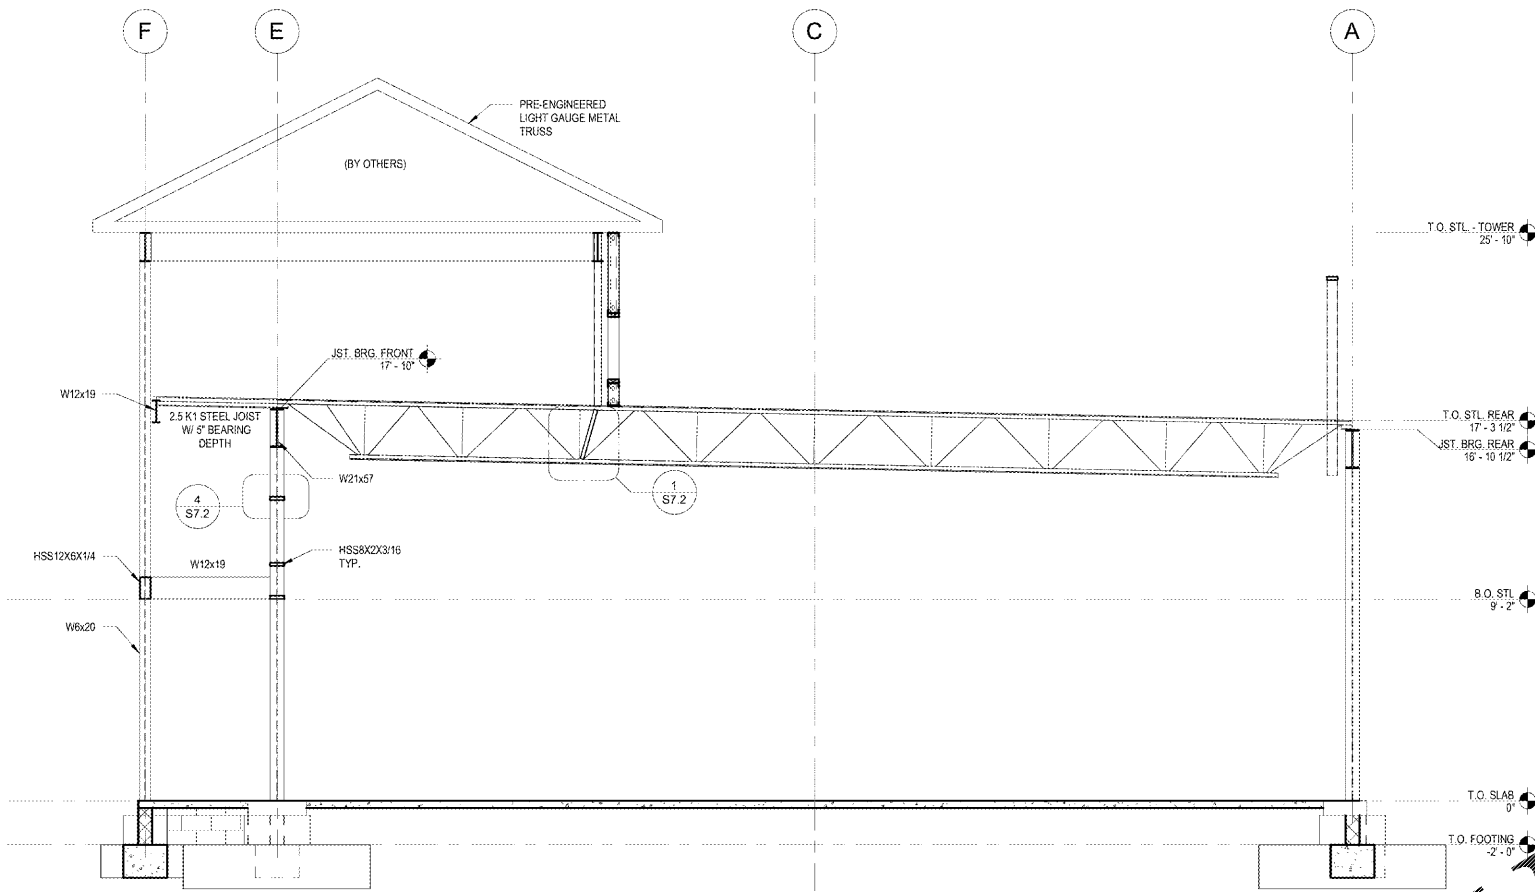 F
E
C
A
PRE-ENGINEERED
LIGHT GAUGE METAL
TRUSS
(BY OTHERS)
T.O. STL. - TOWER
25' - 10"
JST. BRG. FRONT
17' - 10"
W12x19
2.5 K1 STEEL JOIST
W/ 5" BEARING
DEPTH
T.O. STL. REAR
17' - 3 1/2"
JST. BRG. REAR
16' - 10 1/2"
W21x57
4
S7.2
1
S7.2
HSS12X6X1/4
W12x19
HSS8X2X3/16
TYP.
B.O. STL
9' - 2"
W6x20
T.O. SLAB
0"
T.O. FOOTING
-2' - 0"